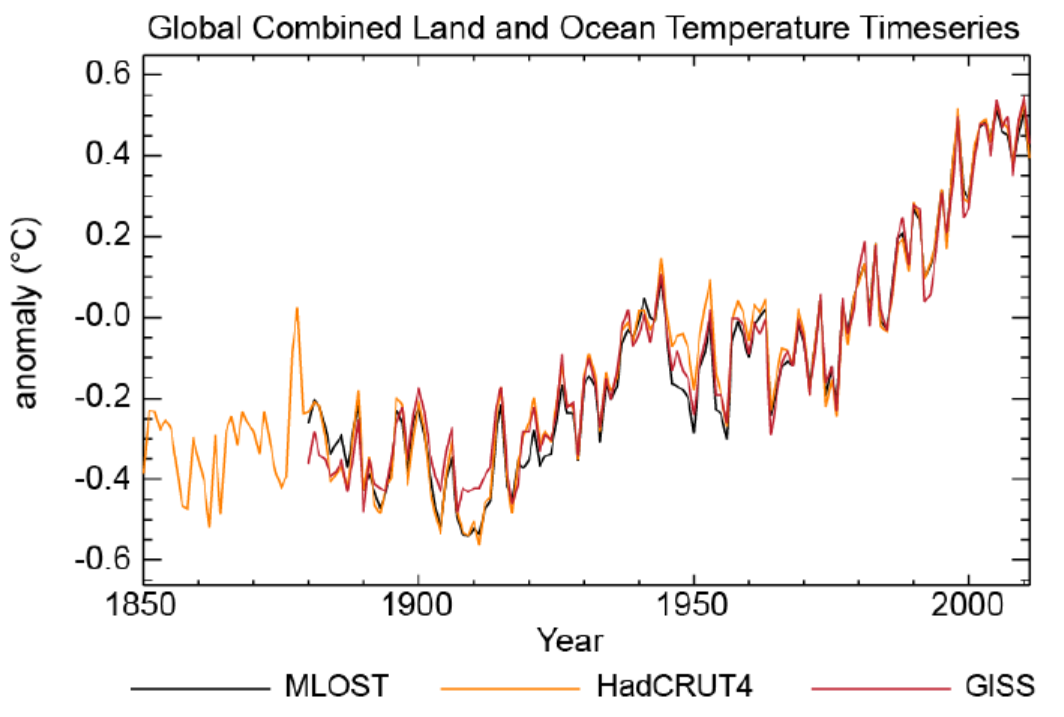 Global Combined Land and Ocean Temperature Timeseries
0.6
0.4
0.2
-0.0
-0.2
-0.4
-0.6
anomaly (°C)
1850 1900 1950 2000
Year
MLOST HadCRUT4 GISS